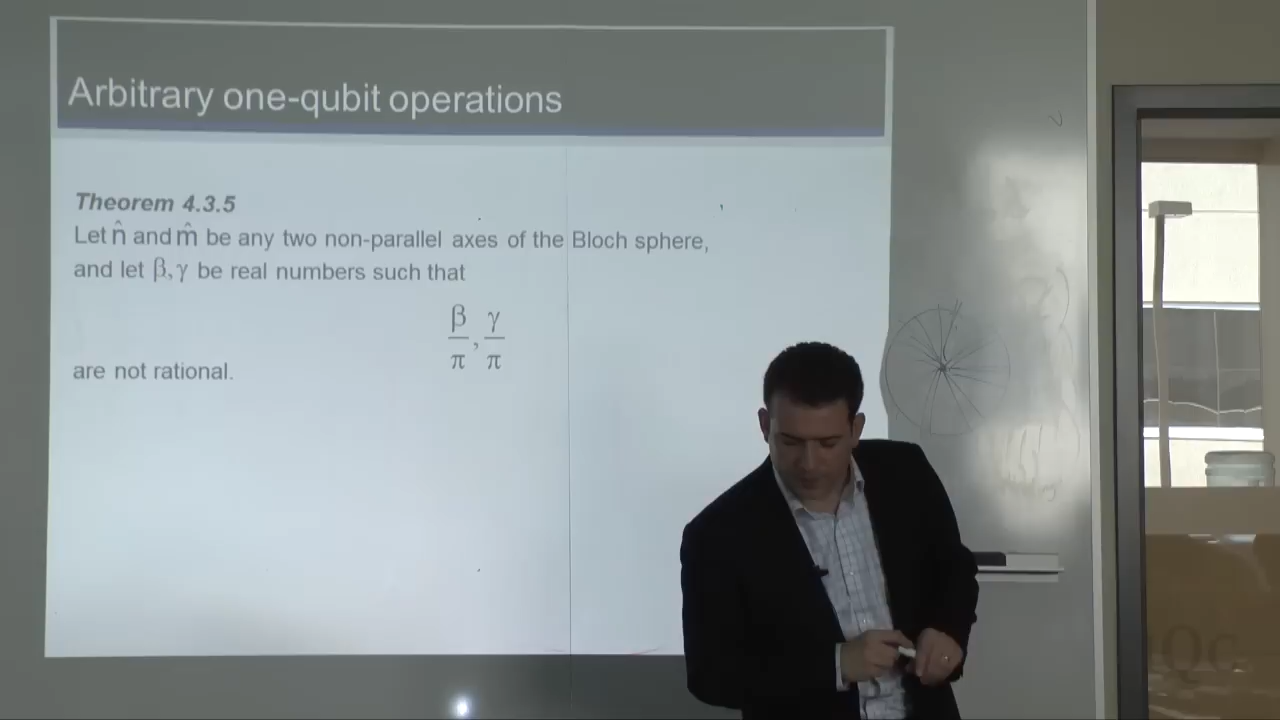 Arbitrary one-qubit operations
Theorem 4.3.5
Let n̂ and m̂ be any two non-parallel axes of the Bloch sphere,
and let β, γ be real numbers such that
β/π, γ/π
are not rational.